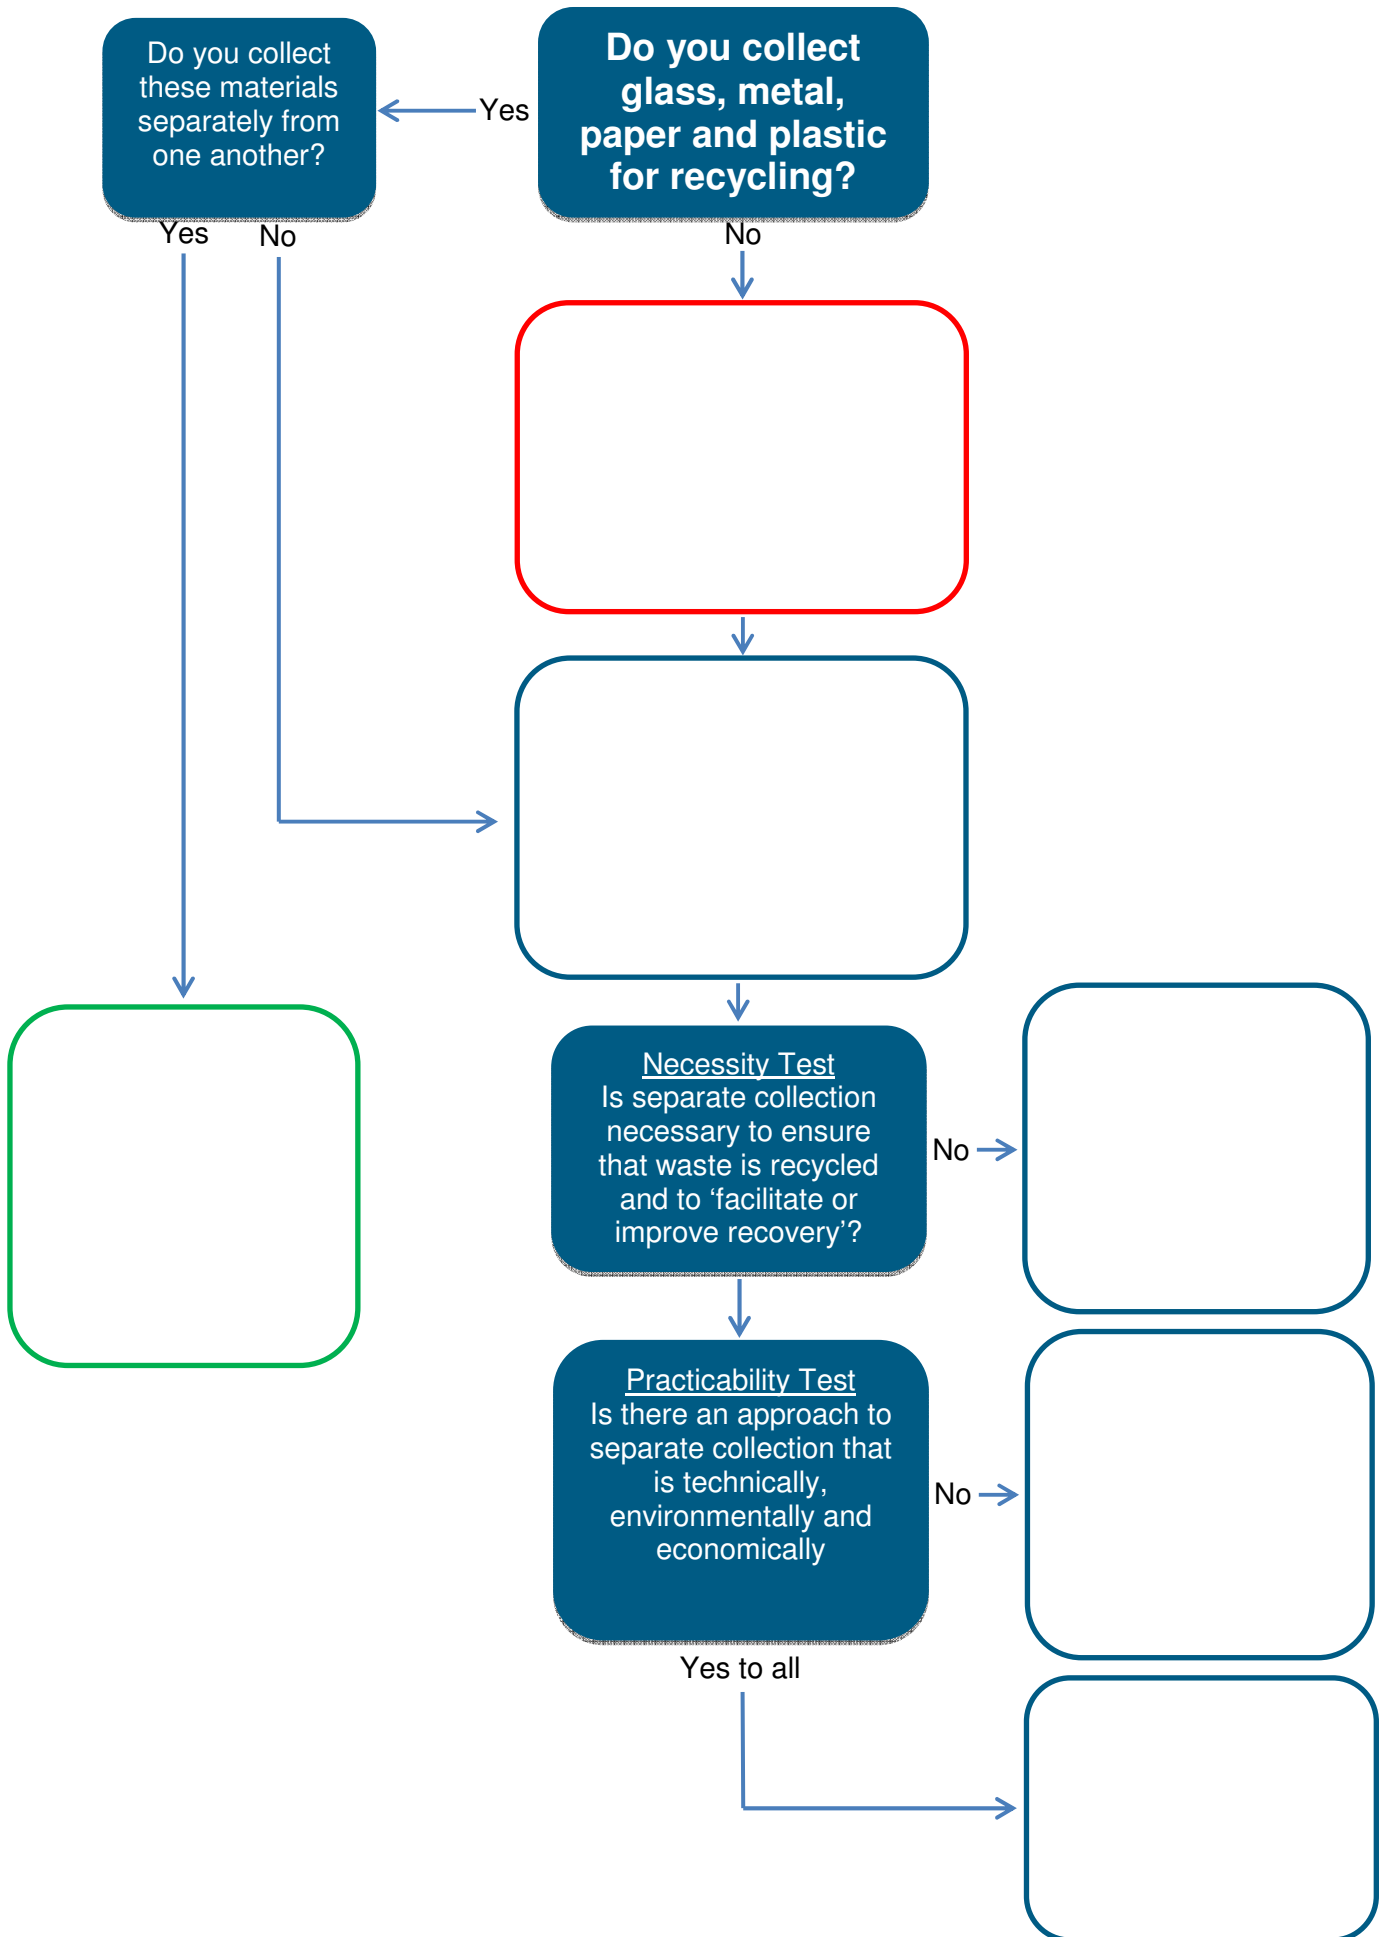 Do you collect
glass, metal,
paper and plastic
for recycling?
Yes
Do you collect
these materials
separately from
one another?
Yes
No
No
Necessity Test
Is separate collection
necessary to ensure
that waste is recycled
and to ‘facilitate or
improve recovery’?
No
Practicability Test
Is there an approach to
separate collection that
is technically,
environmentally and
economically
No
Yes to all